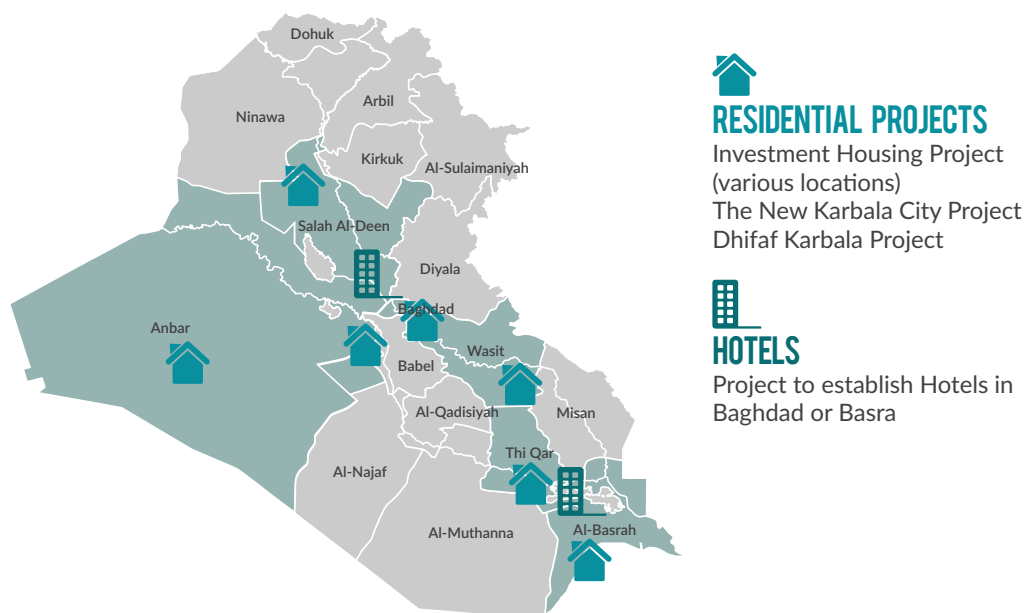 Dohuk
Arbil
Ninawa
Kirkuk
Al-Sulaimaniyah
Salah Al-Deen
Diyala
Baghdad
Anbar
Wasit
Babel
Al-Qadisiyah
Misan
Thi Qar
Al-Najaf
Al-Muthanna
Al-Basrah
RESIDENTIAL PROJECTS
Investment Housing Project
(various locations)
The New Karbala City Project
Dhifaf Karbala Project
HOTELS
Project to establish Hotels in
Baghdad or Basra